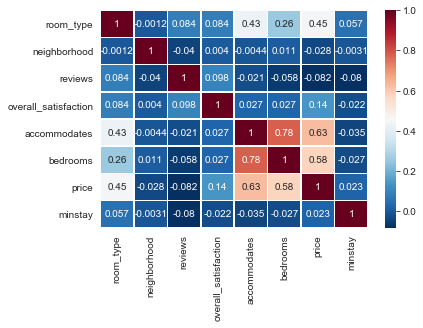 room_type 1 -0.0012 0.084 0.084 0.43 0.26 0.45 0.057
neighborhood -0.0012 1 -0.04 0.004 -0.0044 0.011 -0.028 -0.0031
reviews 0.084 -0.04 1 0.098 -0.021 -0.058 -0.082 -0.08
overall_satisfaction 0.084 0.004 0.098 1 0.027 0.027 0.14 -0.022
accommodates 0.43 -0.0044 -0.021 0.027 1 0.78 0.63 -0.035
bedrooms 0.26 0.011 -0.058 0.027 0.78 1 0.58 -0.027
price 0.45 -0.028 -0.082 0.14 0.63 0.58 1 0.023
minstay 0.057 -0.0031 -0.08 -0.022 -0.035 -0.027 0.023 1
room_type
neighborhood
reviews
overall_satisfaction
accommodates
bedrooms
price
minstay
1.0
0.8
0.6
0.4
0.2
0.0